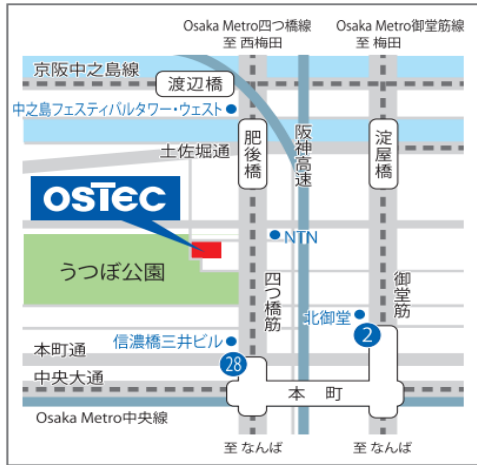 Osaka Metro四つ橋線
至 西梅田
Osaka Metro御堂筋線
至 梅田
京阪中之島線
渡辺橋
中之島フェスティバルタワー・ウェスト
土佐堀通
肥後橋
阪神高速
淀屋橋
OSTEC
NTN
うつぼ公園
四つ橋筋
御堂筋
北御堂
2
信濃橋三井ビル
28
本町通
中央大通
本町
Osaka Metro中央線
至 なんば
至 なんば